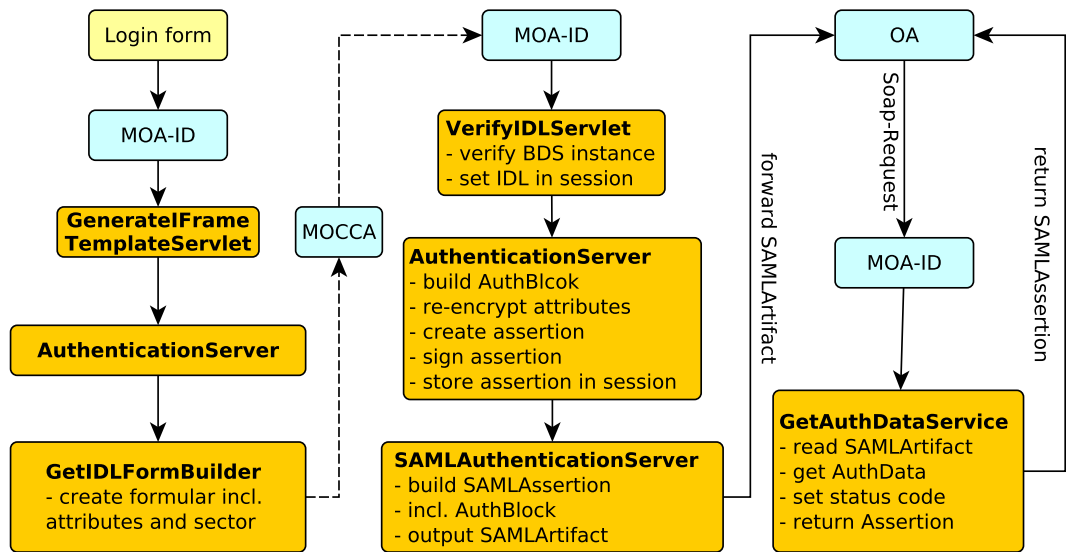 Login form
MOA-ID
GenerateIFrame
TemplateServlet
AuthenticationServer
GetIDLFormBuilder
- create formular incl.
attributes and sector
MOCCA
MOA-ID
VerifyIDLServlet
- verify BDS instance
- set IDL in session
AuthenticationServer
- build AuthBlcok
- re-encrypt attributes
- create assertion
- sign assertion
- store assertion in session
SAMLAuthenticationServer
- build SAMLAssertion
- incl. AuthBlock
- output SAMLArtifact
forward SAMLArtifact
OA
Soap-Request
MOA-ID
GetAuthDataService
- read SAMLArtifact
- get AuthData
- set status code
- return Assertion
return SAMLAssertion